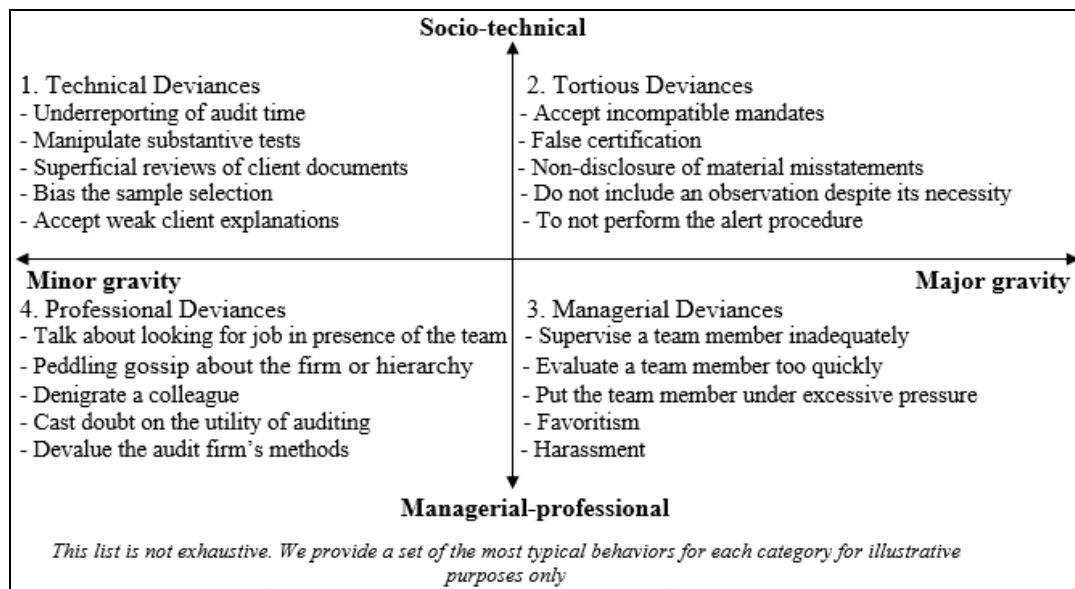 Socio-technical
1. Technical Deviances
- Underreporting of audit time
- Manipulate substantive tests
- Superficial reviews of client documents
- Bias the sample selection
- Accept weak client explanations
2. Tortious Deviances
- Accept incompatible mandates
- False certification
- Non-disclosure of material misstatements
- Do not include an observation despite its necessity
- To not perform the alert procedure
Minor gravity
Major gravity
4. Professional Deviances
- Talk about looking for job in presence of the team
- Peddling gossip about the firm or hierarchy
- Denigrate a colleague
- Cast doubt on the utility of auditing
- Devalue the audit firm’s methods
3. Managerial Deviances
- Supervise a team member inadequately
- Evaluate a team member too quickly
- Put the team member under excessive pressure
- Favoritism
- Harassment
Managerial-professional
This list is not exhaustive. We provide a set of the most typical behaviors for each category for illustrative
purposes only